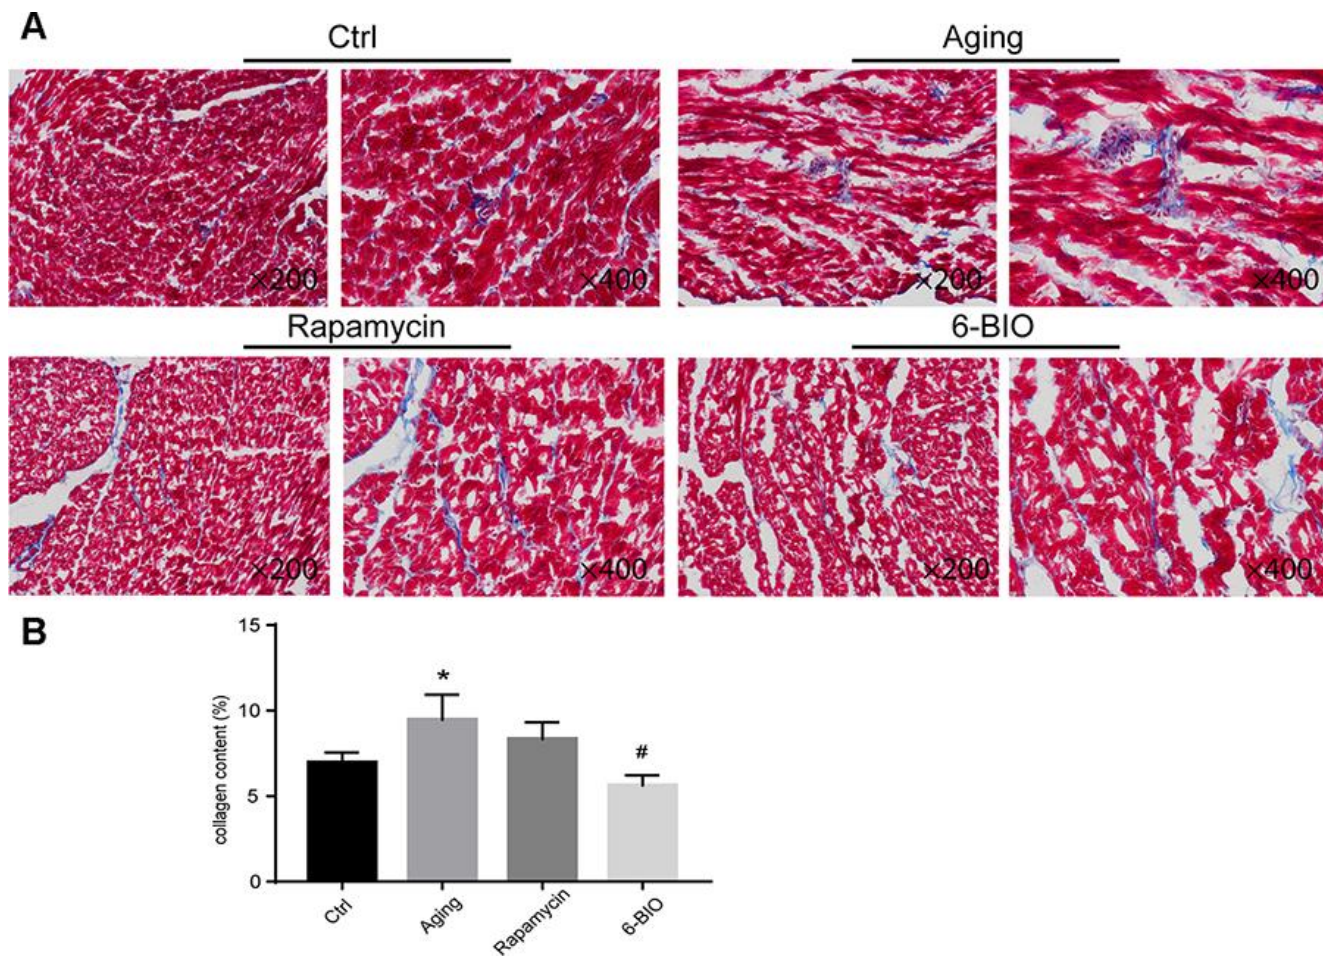 A
Ctrl
Aging
×200
×400
×200
×400
Rapamycin
6-BIO
×200
×400
×200
×400
B
collagen content (%)
15
10
5
0
*
#
Ctrl
Aging
Rapamycin
6-BIO